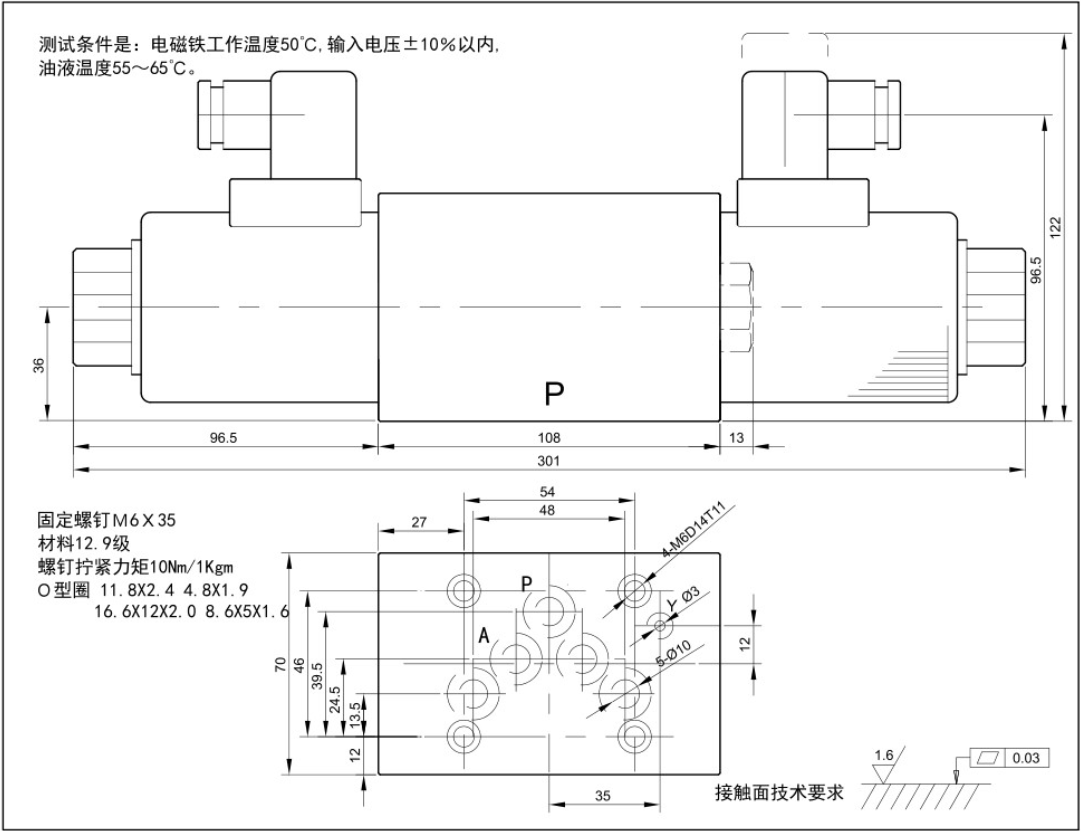 测试条件是：电磁铁工作温度50℃,输入电压±10%以内,
油液温度55～65℃。
122
96.5
36
P
96.5
108
13
301
固定螺钉M6X35
材料12.9级
螺钉拧紧力矩10Nm/1Kgm
O型圈 11.8X2.4 4.8X1.9
16.6X12X2.0 8.6X5X1.6
54
48
27
4-M6D14T11
P
Y Ø3
A
5-Ø10
12
70
46
39.5
24.5
13.5
12
35
接触面技术要求
1.6
0.03